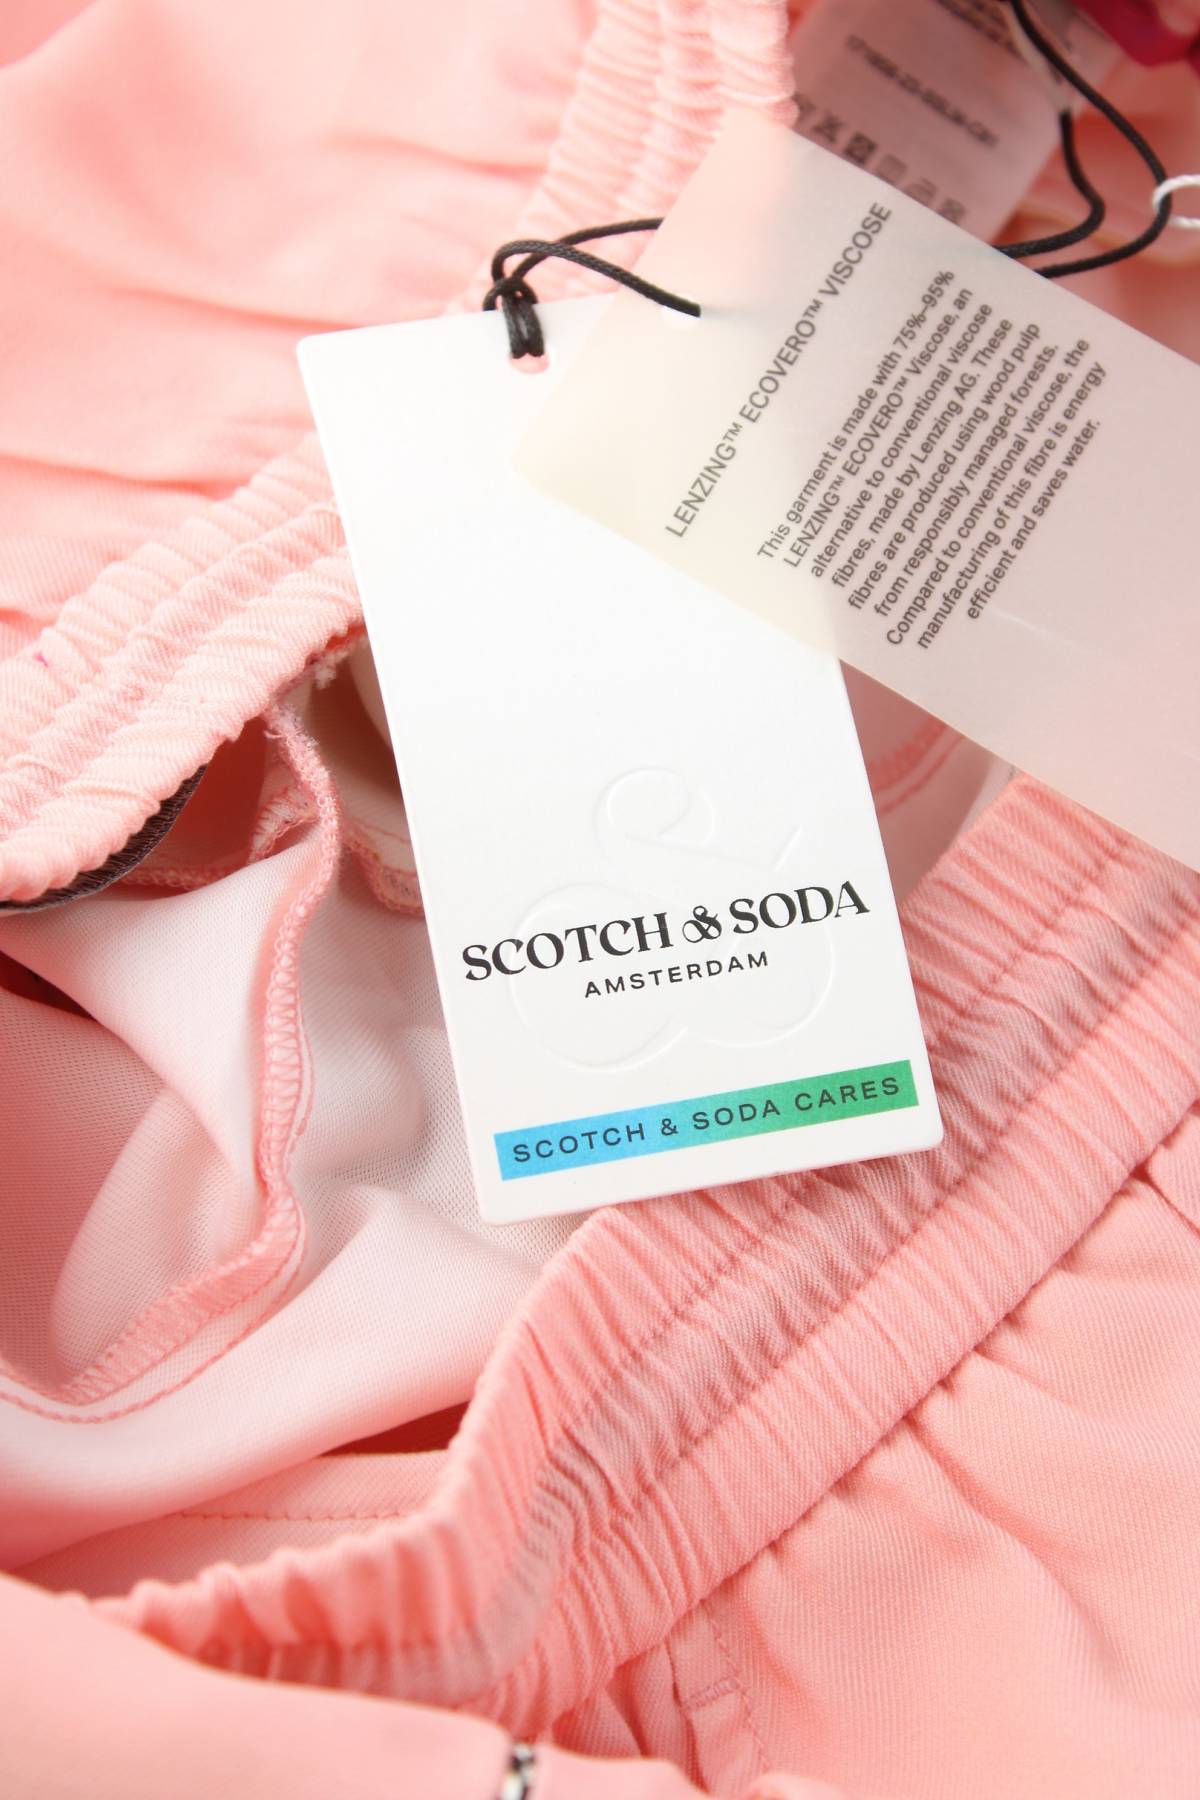 LENZING™ ECOVERO™ VISCOSE
This garment is made with 75%–95%
LENZING™ ECOVERO™ Viscose, an
alternative to conventional viscose
fibres, made by Lenzing AG. These
fibres are produced using wood pulp
from responsibly managed forests.
Compared to conventional viscose, the
manufacturing of this fibre is energy
efficient and saves water.
SCOTCH & SODA
AMSTERDAM
SCOTCH & SODA CARES